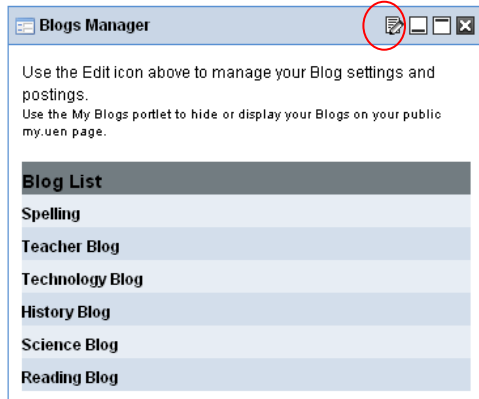 Blogs Manager
Use the Edit icon above to manage your Blog settings and
postings.
Use the My Blogs portlet to hide or display your Blogs on your public
my.uen page.
Blog List
Spelling
Teacher Blog
Technology Blog
History Blog
Science Blog
Reading Blog